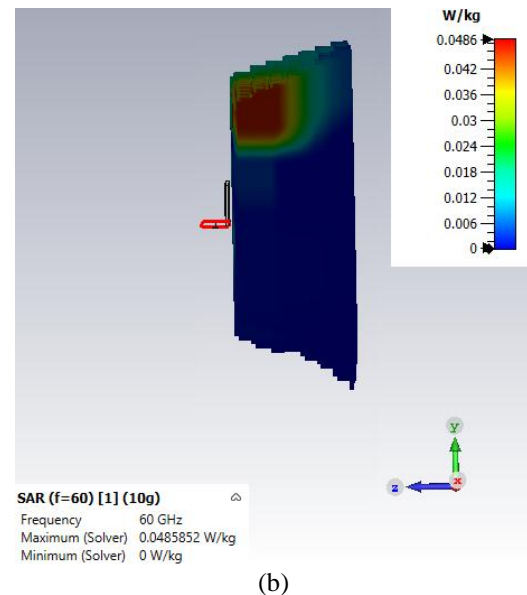 W/kg
0.0486
0.042
0.036
0.03
0.024
0.018
0.012
0.006
0
y
z
x
SAR (f=60) [1] (10g)
Frequency 60 GHz
Maximum (Solver) 0.0485852 W/kg
Minimum (Solver) 0 W/kg
(b)